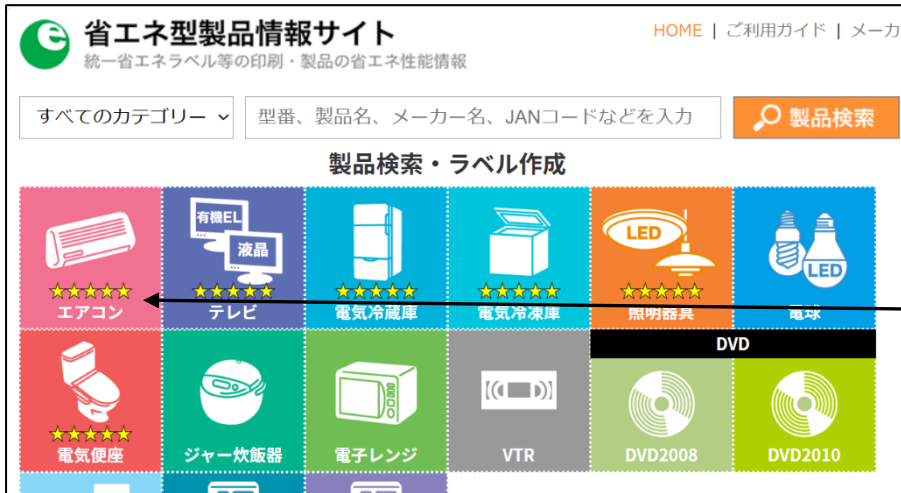 省エネ型製品情報サイト
統一省エネラベル等の印刷・製品の省エネ性能情報
HOME | ご利用ガイド | メーカ
すべてのカテゴリー
型番、製品名、メーカー名、JANコードなどを入力
製品検索
製品検索・ラベル作成
エアコン
有機EL
液晶
テレビ
電気冷蔵庫
電気冷凍庫
LED
照明器具
LED
電球
電気便座
ジャー炊飯器
電子レンジ
VTR
DVD
DVD2008
DVD2010